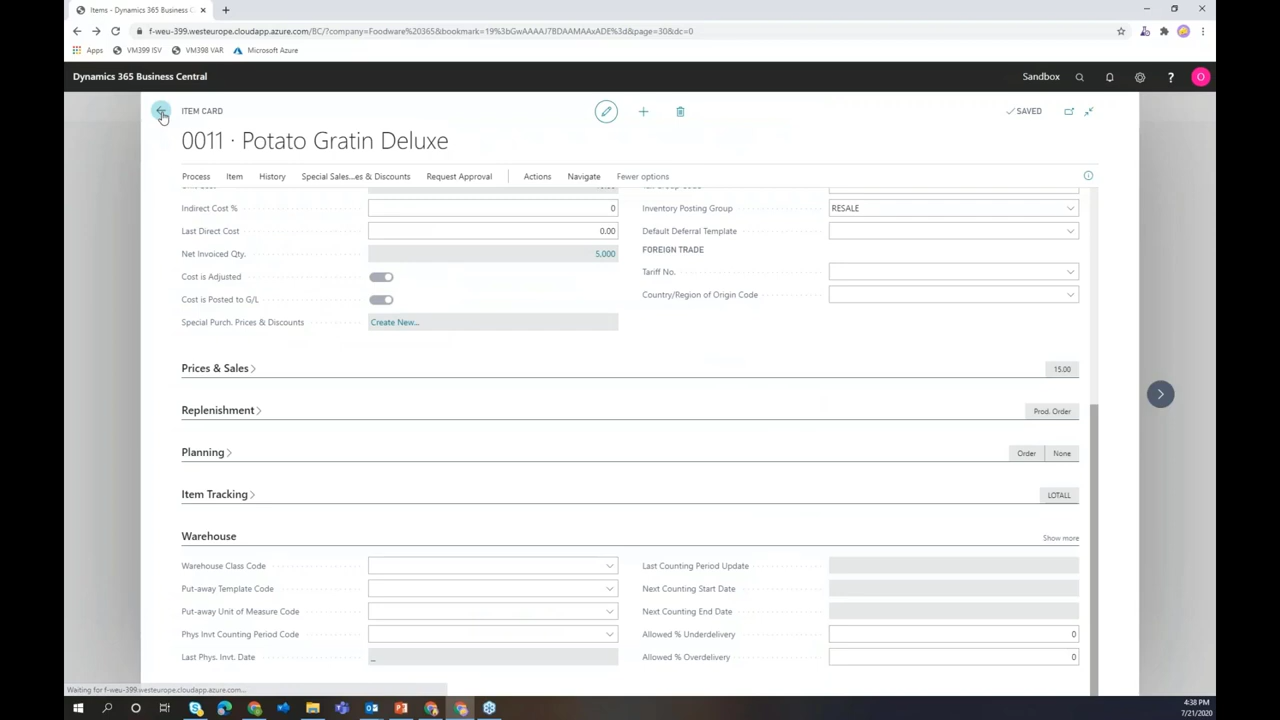 Items - Dynamics 365 Business Central
f-weu-399.westeurope.cloudapp.azure.com/BC/?company=Foodware%20365&bookmark=19%3bGwAAAAJ7BDAAMAAxADE%3d&page=30&dc=0
Apps VM399 ISV VM398 VAR Microsoft Azure
Dynamics 365 Business Central Sandbox ? O
ITEM CARD SAVED
0011 · Potato Gratin Deluxe
Process Item History Special Sales...es & Discounts Request Approval Actions Navigate Fewer options
Indirect Cost % 0 Inventory Posting Group RESALE
Last Direct Cost 0.00 Default Deferral Template
Net Invoiced Qty. 5,000 FOREIGN TRADE
Cost is Adjusted Tariff No.
Cost is Posted to G/L Country/Region of Origin Code
Special Purch. Prices & Discounts Create New...
Prices & Sales 15.00
Replenishment Prod. Order
Planning Order None
Item Tracking LOTALL
Warehouse Show more
Warehouse Class Code Last Counting Period Update
Put-away Template Code Next Counting Start Date
Put-away Unit of Measure Code Next Counting End Date
Phys Invt Counting Period Code Allowed % Underdelivery 0
Last Phys. Invt. Date _ Allowed % Overdelivery 0
Waiting for f-weu-399.westeurope.cloudapp.azure.com...
4:38 PM
7/21/2020